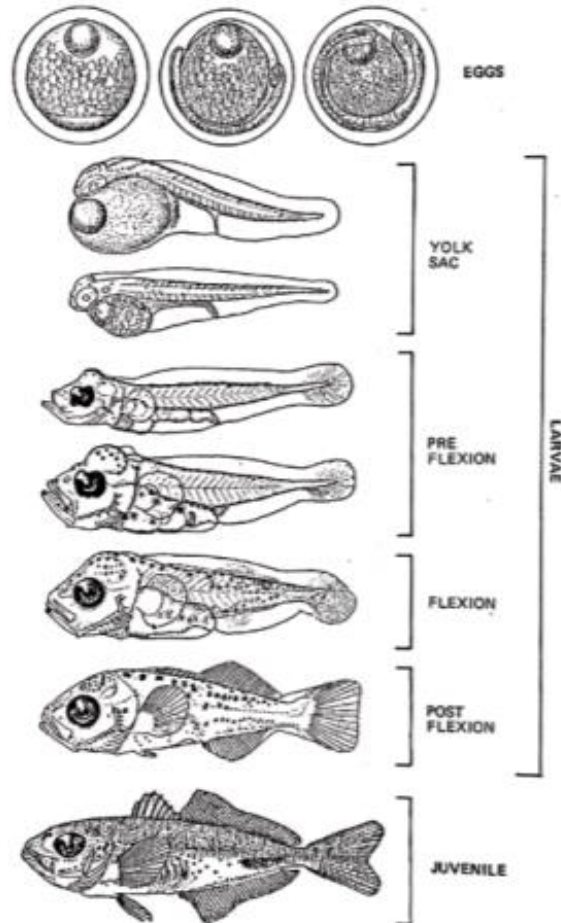 EGGS
YOLK
SAC
PRE
FLEXION
LARVAE
FLEXION
POST
FLEXION
JUVENILE